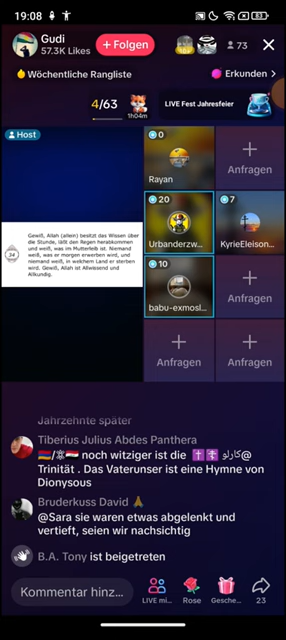 19:08
83
Gudi
57.3K Likes
+ Folgen
73
Wöchentliche Rangliste
Erkunden >
4/63
1h04m
LIVE Fest Jahresfeier
Host
0
Rayan
Anfragen
20
Urbanderzw...
7
KyrieEleison...
10
babu-exmosl...
Anfragen
Anfragen
Anfragen
34
Gewiß, Allah (allein) besitzt das Wissen über
die Stunde, läßt den Regen herabkommen
und weiß, was im Mutterleib ist. Niemand
weiß, was er morgen erwerben wird, und
niemand weiß, in welchem Land er sterben
wird. Gewiß, Allah ist Allwissend und
Allkundig.
Jahrzehnte später
Tiberius Julius Abdes Panthera
noch witziger ist die @كارلو
Trinität . Das Vaterunser ist eine Hymne von
Dionysous
Bruderkuss David
@Sara sie waren etwas abgelenkt und
vertieft, seien wir nachsichtig
B.A. Tony ist beigetreten
Kommentar hinz...
LIVE mi...
Rose
Gesche...
23